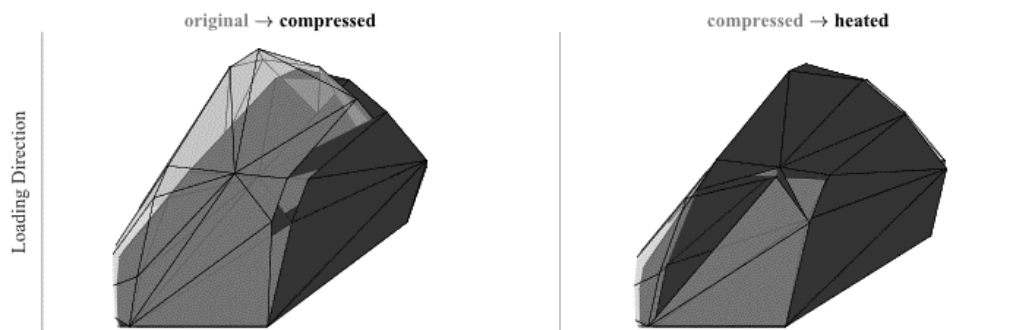 original → compressed
compressed → heated
Loading Direction